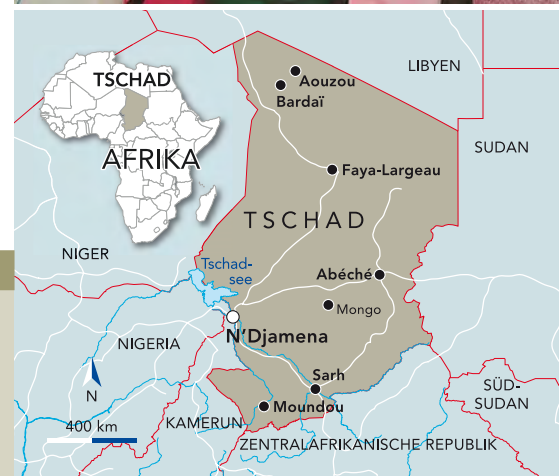 TSCHAD
AFRIKA
LIBYEN
Aouzou
Bardaï
SUDAN
Faya-Largeau
TSCHAD
NIGER
Tschad-
see
Abéché
Mongo
N'Djamena
NIGERIA
N
Sarh
SÜD-
SUDAN
Moundou
400 km
KAMERUN
ZENTRALAFRIKANISCHE REPUBLIK